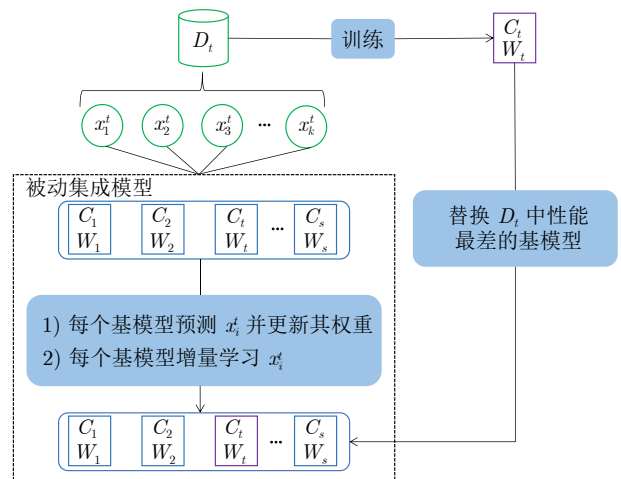 D_t
训练
C_t
W_t
x_1^t x_2^t x_3^t ··· x_k^t
被动集成模型
C_1 C_2 C_t ··· C_s
W_1 W_2 W_t W_s
替换 D_t 中性能
最差的基模型
1) 每个基模型预测 x_i^t 并更新其权重
2) 每个基模型增量学习 x_i^t
C_1 C_2 C_t ··· C_s
W_1 W_2 W_t W_s